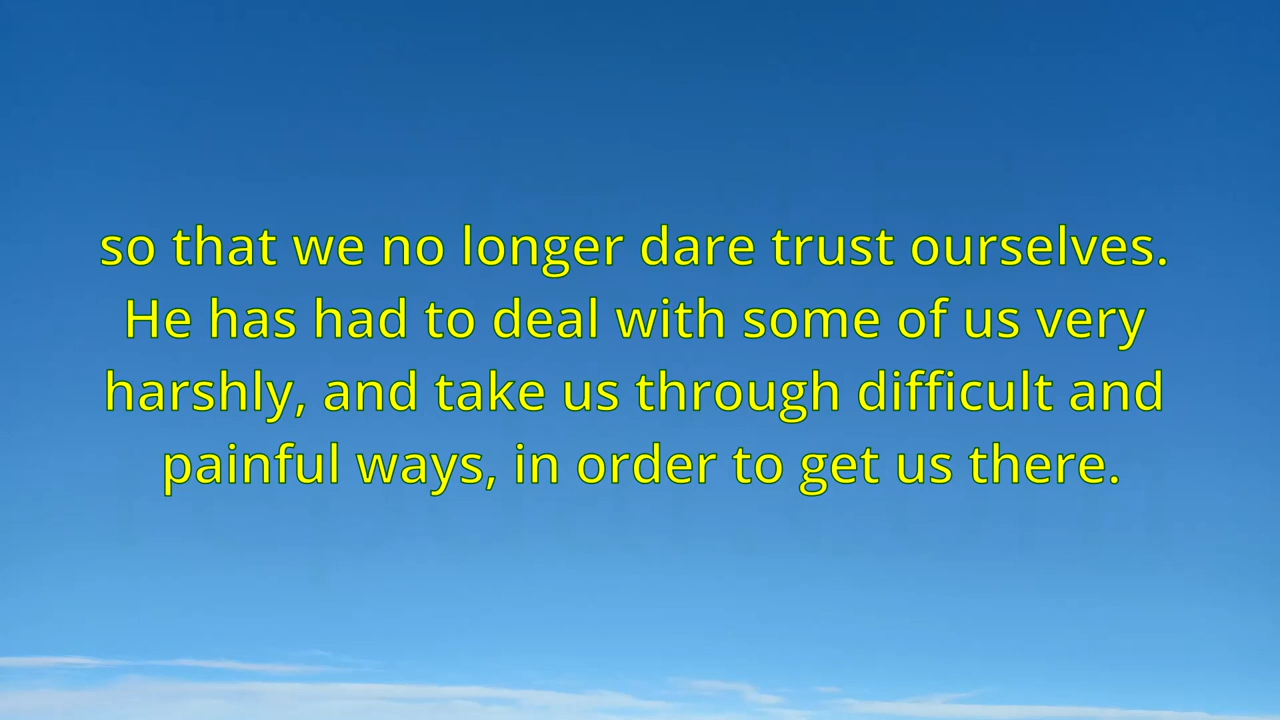 so that we no longer dare trust ourselves.
He has had to deal with some of us very
harshly, and take us through difficult and
painful ways, in order to get us there.